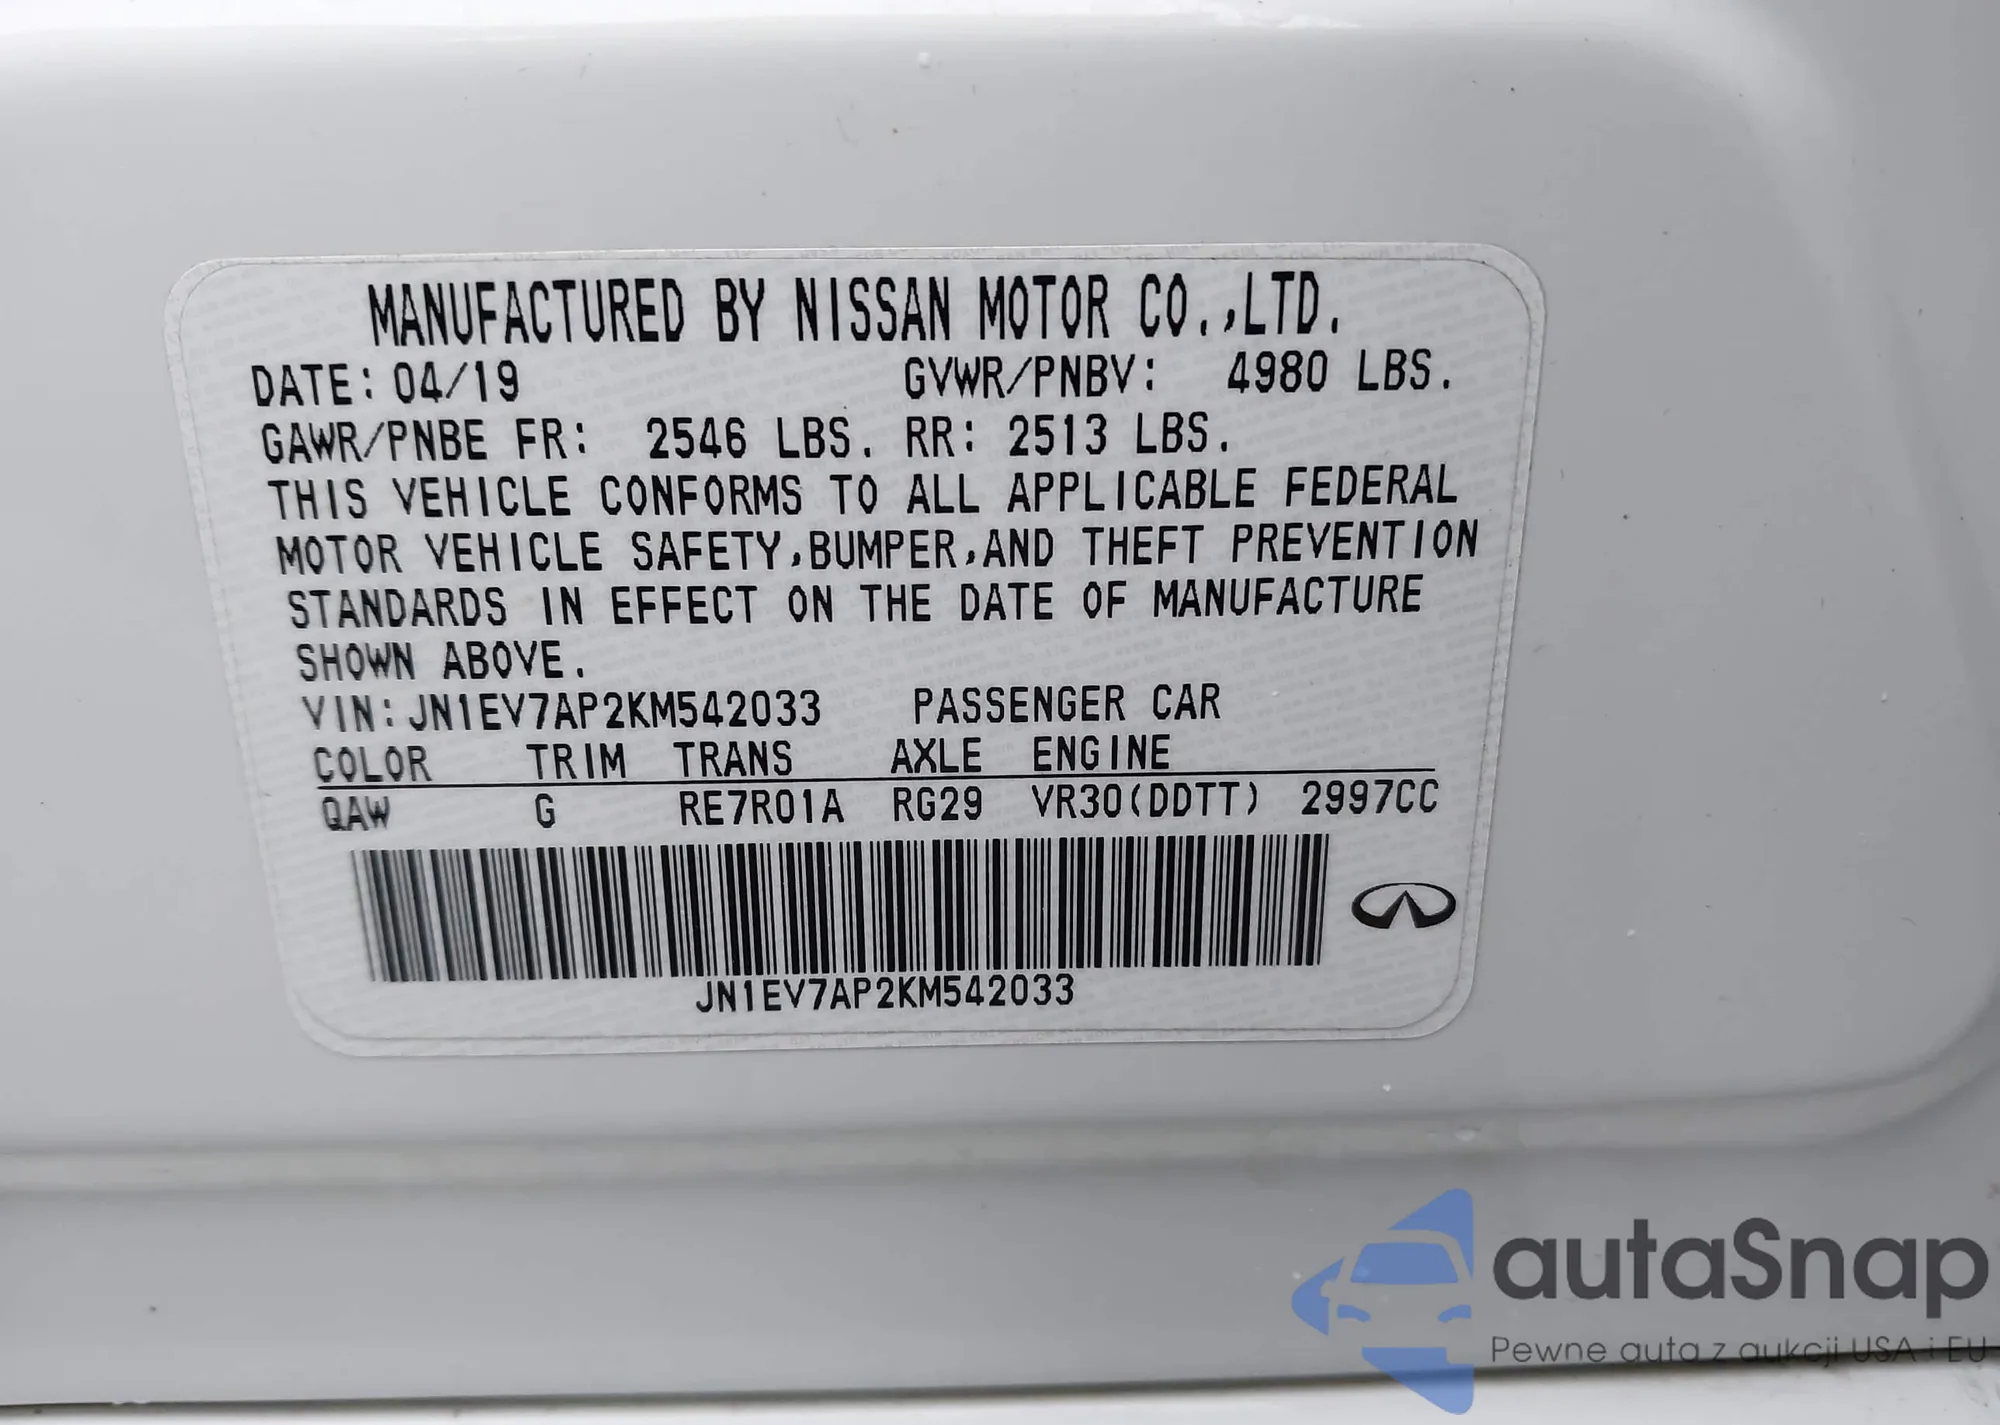 MANUFACTURED BY NISSAN MOTOR CO.,LTD.
DATE: 04/19 GVWR/PNBV: 4980 LBS.
GAWR/PNBE FR: 2546 LBS. RR: 2513 LBS.
THIS VEHICLE CONFORMS TO ALL APPLICABLE FEDERAL
MOTOR VEHICLE SAFETY,BUMPER,AND THEFT PREVENTION
STANDARDS IN EFFECT ON THE DATE OF MANUFACTURE
SHOWN ABOVE.
VIN:JN1EV7AP2KM542033 PASSENGER CAR
COLOR TRIM TRANS AXLE ENGINE
QAW G RE7R01A RG29 VR30(DDTT) 2997CC
JN1EV7AP2KM542033
autaSnap
Pewne auta z aukcji USA i EU